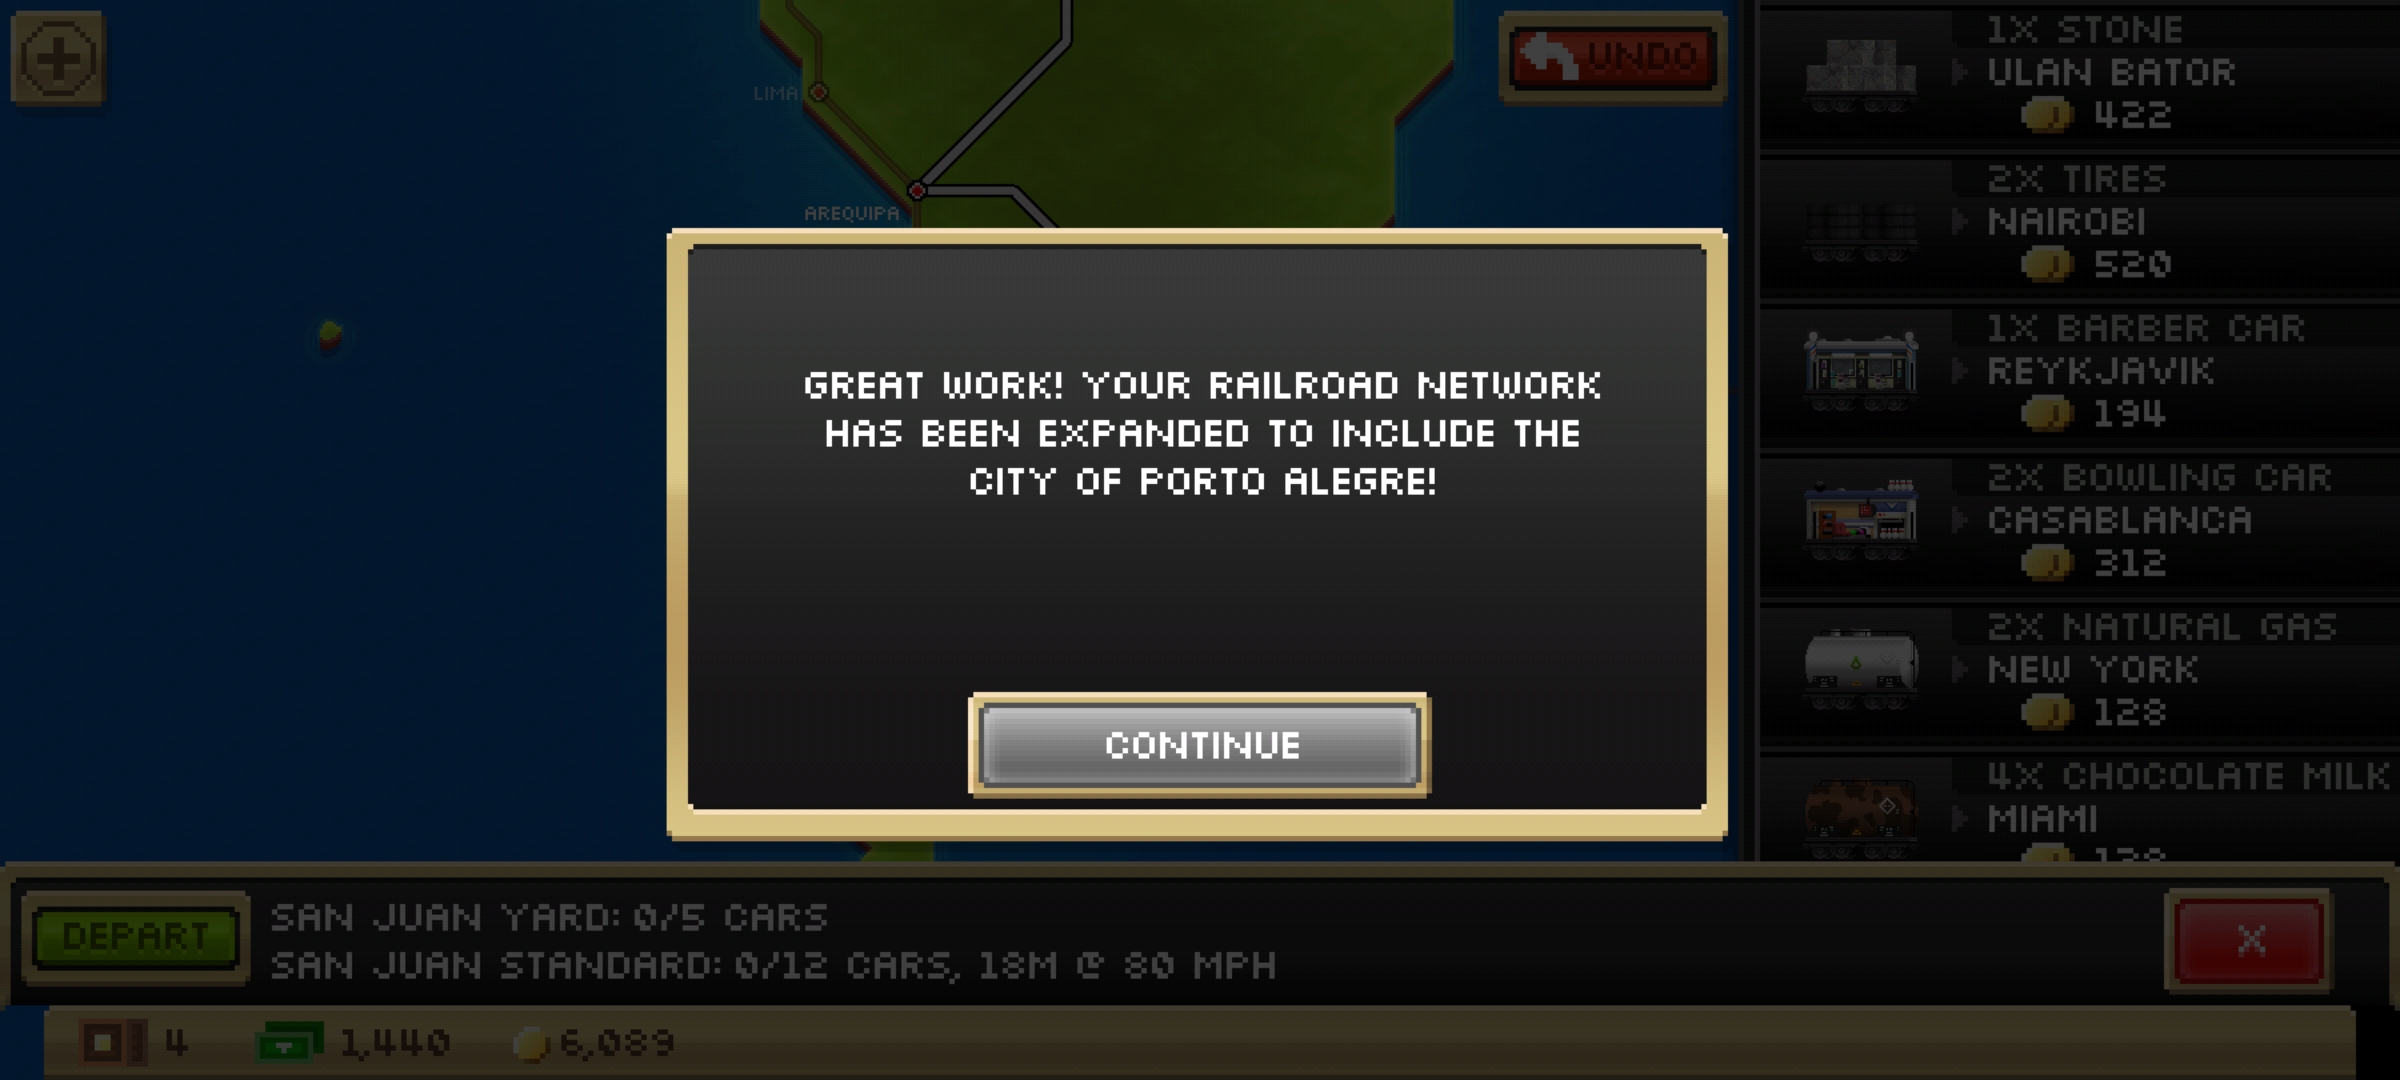 LIMA
AREQUIPA
UNDO
GREAT WORK! YOUR RAILROAD NETWORK
HAS BEEN EXPANDED TO INCLUDE THE
CITY OF PORTO ALEGRE!
CONTINUE
1X STONE
ULAN BATOR
422
2X TIRES
NAIROBI
520
1X BARBER CAR
REYKJAVIK
194
2X BOWLING CAR
CASABLANCA
312
2X NATURAL GAS
NEW YORK
128
4X CHOCOLATE MILK
MIAMI
DEPART
SAN JUAN YARD: 0/5 CARS
SAN JUAN STANDARD: 0/12 CARS, 18M @ 80 MPH
X
4
1,440
6,089